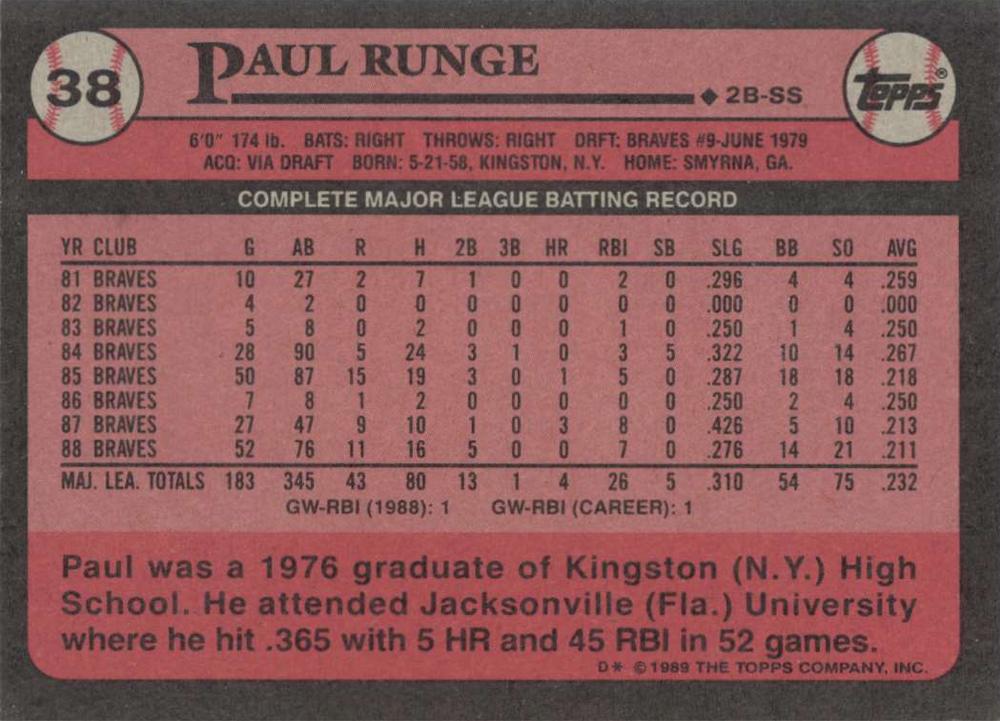 38
PAUL RUNGE
◆ 2B-SS
Topps®
6'0" 174 lb. BATS: RIGHT THROWS: RIGHT DRFT: BRAVES #9-JUNE 1979
ACQ: VIA DRAFT BORN: 5-21-58, KINGSTON, N.Y. HOME: SMYRNA, GA.
COMPLETE MAJOR LEAGUE BATTING RECORD
YR CLUB G AB R H 2B 3B HR RBI SB SLG BB SO AVG
81 BRAVES 10 27 2 7 1 0 0 2 0 .296 4 4 .259
82 BRAVES 4 2 0 0 0 0 0 0 0 .000 0 0 .000
83 BRAVES 5 8 0 2 0 0 0 1 0 .250 1 4 .250
84 BRAVES 28 90 5 24 3 1 0 3 5 .322 10 14 .267
85 BRAVES 50 87 15 19 3 0 1 5 0 .287 18 18 .218
86 BRAVES 7 8 1 2 0 0 0 0 0 .250 2 4 .250
87 BRAVES 27 47 9 10 1 0 3 8 0 .426 5 10 .213
88 BRAVES 52 76 11 16 5 0 0 7 0 .276 14 21 .211
MAJ. LEA. TOTALS 183 345 43 80 13 1 4 26 5 .310 54 75 .232
GW-RBI (1988): 1 GW-RBI (CAREER): 1
Paul was a 1976 graduate of Kingston (N.Y.) High
School. He attended Jacksonville (Fla.) University
where he hit .365 with 5 HR and 45 RBI in 52 games.
D* © 1989 THE TOPPS COMPANY, INC.